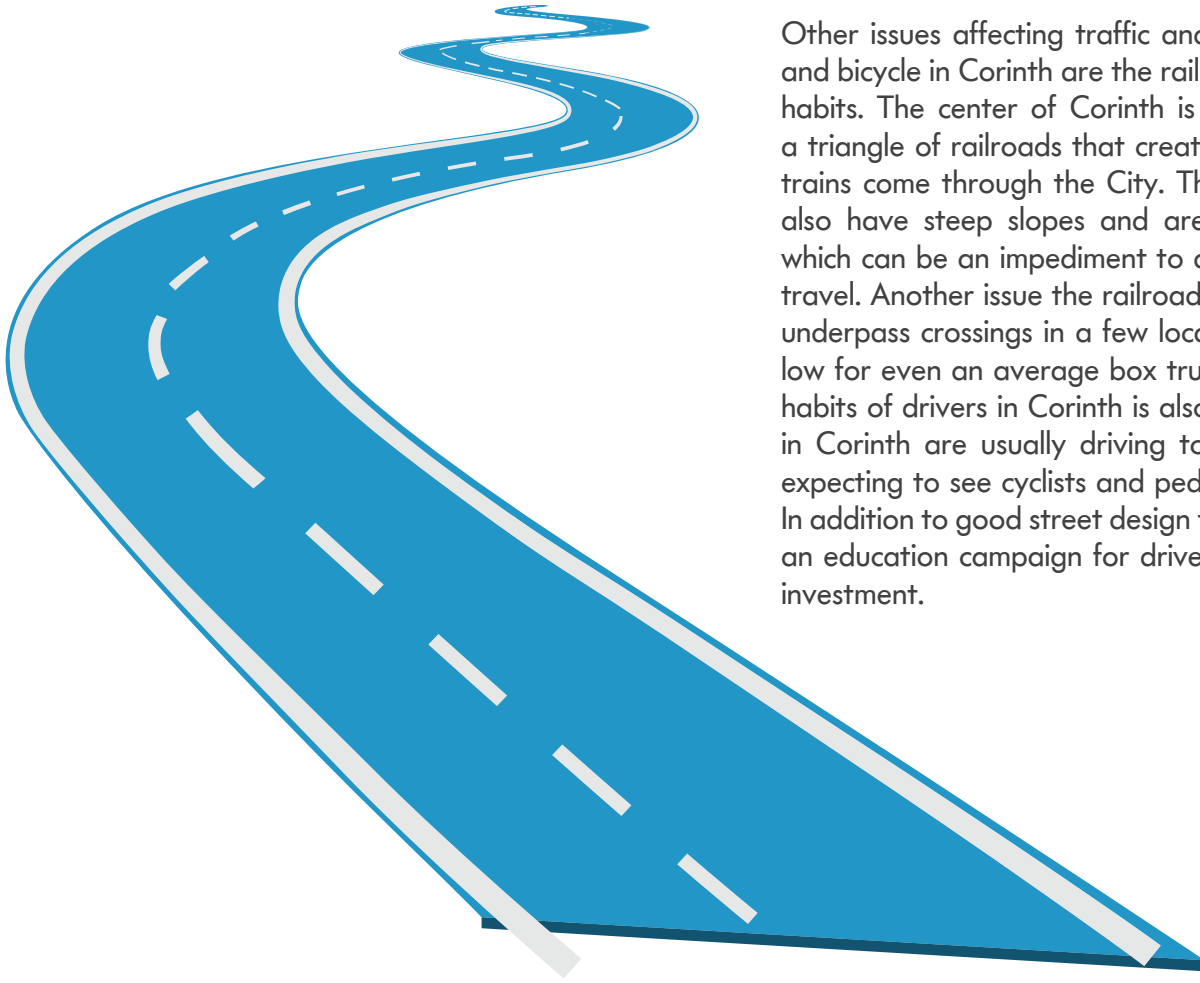 Other issues affecting traffic and
and bicycle in Corinth are the rail
habits. The center of Corinth is
a triangle of railroads that creat
trains come through the City. Th
also have steep slopes and are
which can be an impediment to
travel. Another issue the railroad
underpass crossings in a few loca
low for even an average box tru
habits of drivers in Corinth is also
in Corinth are usually driving to
expecting to see cyclists and ped
In addition to good street design
an education campaign for drive
investment.